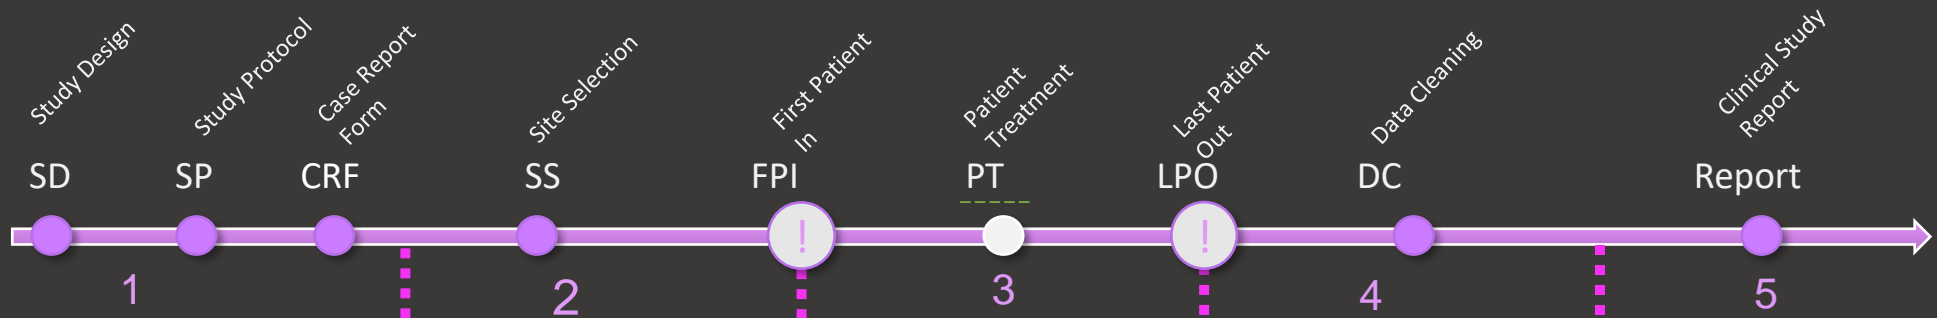 Study Design
Study Protocol
Case Report
Form
Site Selection
First Patient
In
Patient
Treatment
Last Patient
Out
Data Cleaning
Clinical Study
Report
SD
SP
CRF
SS
FPI
PT
LPO
DC
Report
!
!
1
2
3
4
5